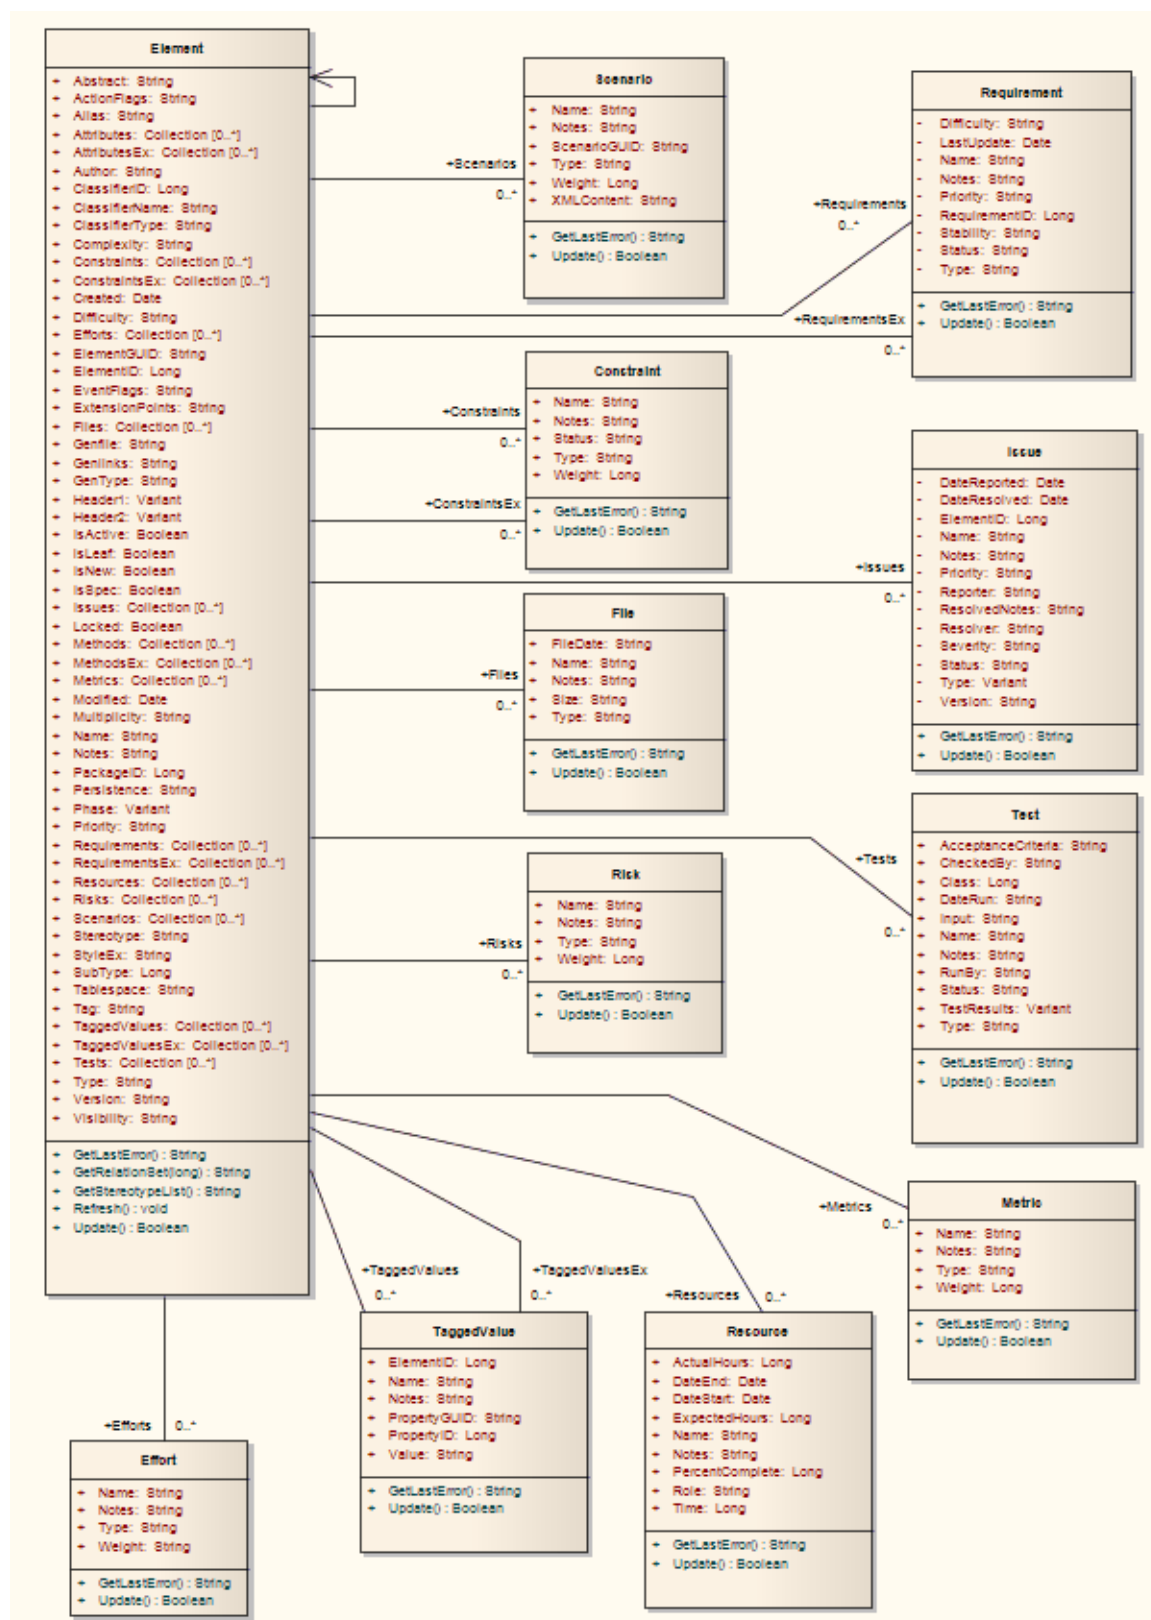 Element
+ Abstract: String
+ ActionFlags: String
+ Alias: String
+ Attributes: Collection [0..*]
+ AttributesEx: Collection [0..*]
+ Author: String
+ ClassifierID: Long
+ ClassifierName: String
+ ClassifierType: String
+ Complexity: String
+ Constraints: Collection [0..*]
+ ConstraintsEx: Collection [0..*]
+ Created: Date
+ Difficulty: String
+ Efforts: Collection [0..*]
+ ElementGUID: String
+ ElementID: Long
+ EventFlags: String
+ ExtensionPoints: String
+ Files: Collection [0..*]
+ Genfile: String
+ Genlinks: String
+ GenType: String
+ Header1: Variant
+ Header2: Variant
+ IsActive: Boolean
+ IsLeaf: Boolean
+ IsNew: Boolean
+ IsSpec: Boolean
+ Issues: Collection [0..*]
+ Locked: Boolean
+ Methods: Collection [0..*]
+ MethodsEx: Collection [0..*]
+ Metrics: Collection [0..*]
+ Modified: Date
+ Multiplicity: String
+ Name: String
+ Notes: String
+ PackageID: Long
+ Persistence: String
+ Phase: Variant
+ Priority: String
+ Requirements: Collection [0..*]
+ RequirementsEx: Collection [0..*]
+ Resources: Collection [0..*]
+ Risks: Collection [0..*]
+ Scenarios: Collection [0..*]
+ Stereotype: String
+ StyleEx: String
+ SubType: Long
+ Tablespace: String
+ Tag: String
+ TaggedValues: Collection [0..*]
+ TaggedValuesEx: Collection [0..*]
+ Tests: Collection [0..*]
+ Type: String
+ Version: String
+ Visibility: String
+ GetLastError() : String
+ GetRelationSet(long) : String
+ GetStereotypeList() : String
+ Refresh() : void
+ Update() : Boolean
+Scenarios
0..*
Scenario
+ Name: String
+ Notes: String
+ ScenarioGUID: String
+ Type: String
+ Weight: Long
+ XMLContent: String
+ GetLastError() : String
+ Update() : Boolean
+Requirements
0..*
+RequirementsEx
0..*
Requirement
- Difficulty: String
- LastUpdate: Date
- Name: String
- Notes: String
- Priority: String
- RequirementID: Long
- Stability: String
- Status: String
- Type: String
+ GetLastError() : String
+ Update() : Boolean
+Constraints
0..*
+ConstraintsEx
0..*
Constraint
+ Name: String
+ Notes: String
+ Status: String
+ Type: String
+ Weight: Long
+ GetLastError() : String
+ Update() : Boolean
+Issues
0..*
Issue
- DateReported: Date
- DateResolved: Date
- ElementID: Long
- Name: String
- Notes: String
- Priority: String
- Reporter: String
- ResolvedNotes: String
- Resolver: String
- Severity: String
- Status: String
- Type: Variant
- Version: String
+ GetLastError() : String
+ Update() : Boolean
+Files
0..*
File
+ FileDate: String
+ Name: String
+ Notes: String
+ Size: String
+ Type: String
+ GetLastError() : String
+ Update() : Boolean
+Tests
0..*
Test
+ AcceptanceCriteria: String
+ CheckedBy: String
+ Class: Long
+ DateRun: String
+ Input: String
+ Name: String
+ Notes: String
+ RunBy: String
+ Status: String
+ TestResults: Variant
+ Type: String
+ GetLastError() : String
+ Update() : Boolean
+Risks
0..*
Risk
+ Name: String
+ Notes: String
+ Type: String
+ Weight: Long
+ GetLastError() : String
+ Update() : Boolean
+Metrics
0..*
Metric
+ Name: String
+ Notes: String
+ Type: String
+ Weight: Long
+ GetLastError() : String
+ Update() : Boolean
+TaggedValues
0..*
+TaggedValuesEx
0..*
TaggedValue
+ ElementID: Long
+ Name: String
+ Notes: String
+ PropertyGUID: String
+ PropertyID: Long
+ Value: String
+ GetLastError() : String
+ Update() : Boolean
+Resources
0..*
Resource
+ ActualHours: Long
+ DateEnd: Date
+ DateStart: Date
+ ExpectedHours: Long
+ Name: String
+ Notes: String
+ PercentComplete: Long
+ Role: String
+ Time: Long
+ GetLastError() : String
+ Update() : Boolean
+Efforts
0..*
Effort
+ Name: String
+ Notes: String
+ Type: String
+ Weight: String
+ GetLastError() : String
+ Update() : Boolean